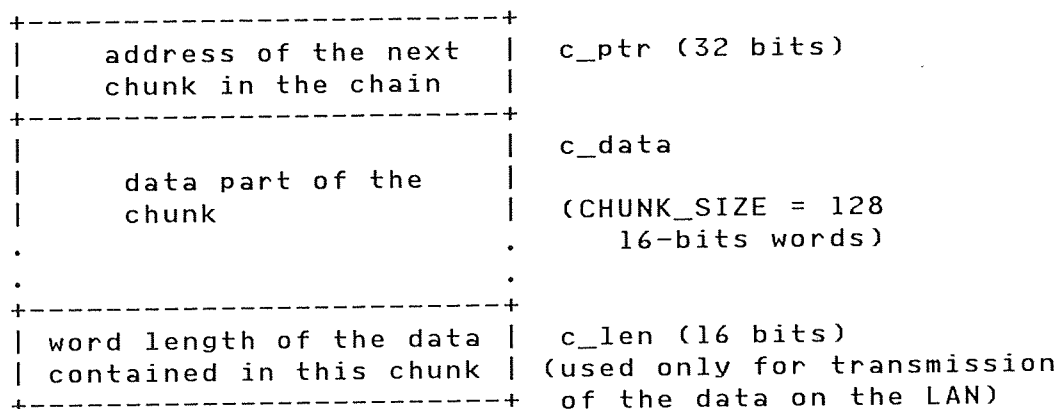 address of the next c_ptr (32 bits)
chunk in the chain
c_data
data part of the
chunk (CHUNK_SIZE = 128
16-bits words)
word length of the data c_len (16 bits)
contained in this chunk (used only for transmission
of the data on the LAN)